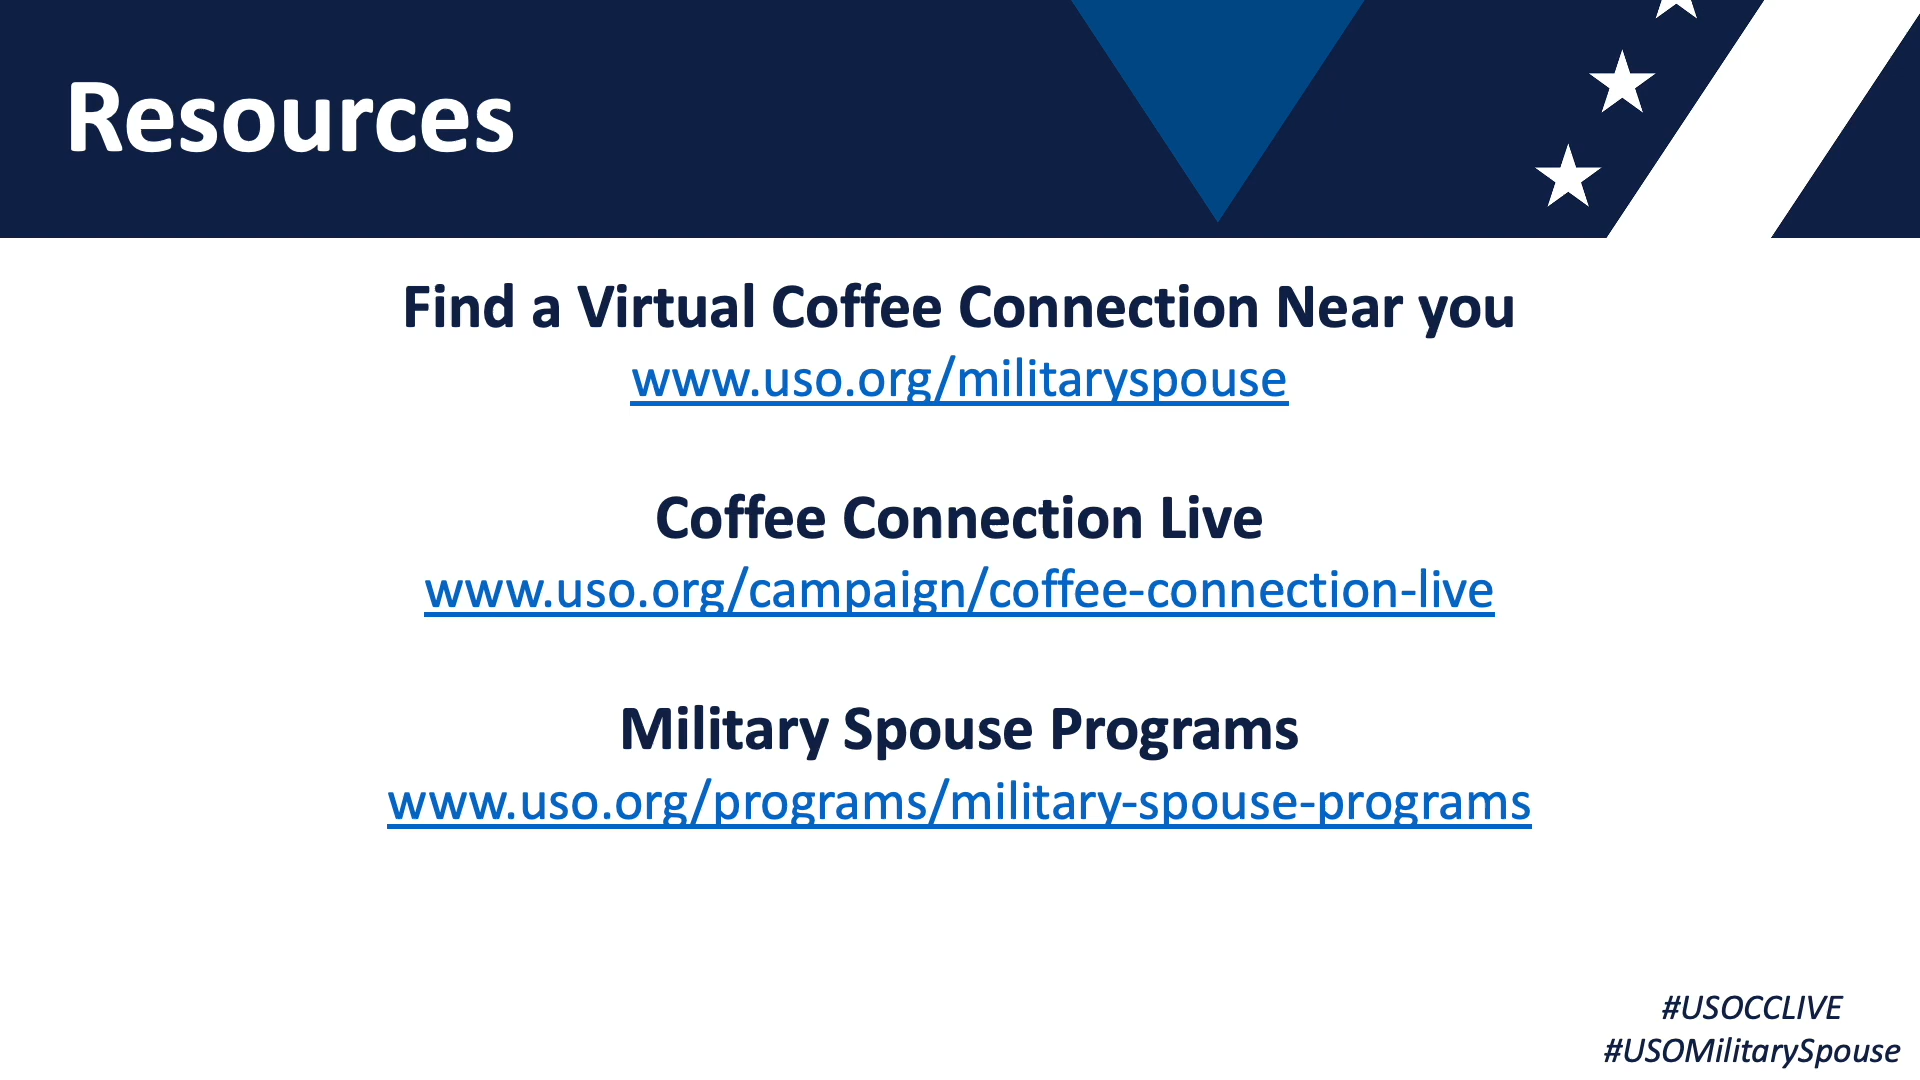 Resources
Find a Virtual Coffee Connection Near you
www.uso.org/militaryspouse
Coffee Connection Live
www.uso.org/campaign/coffee-connection-live
Military Spouse Programs
www.uso.org/programs/military-spouse-programs
#USOCCLIVE
#USOMilitarySpouse